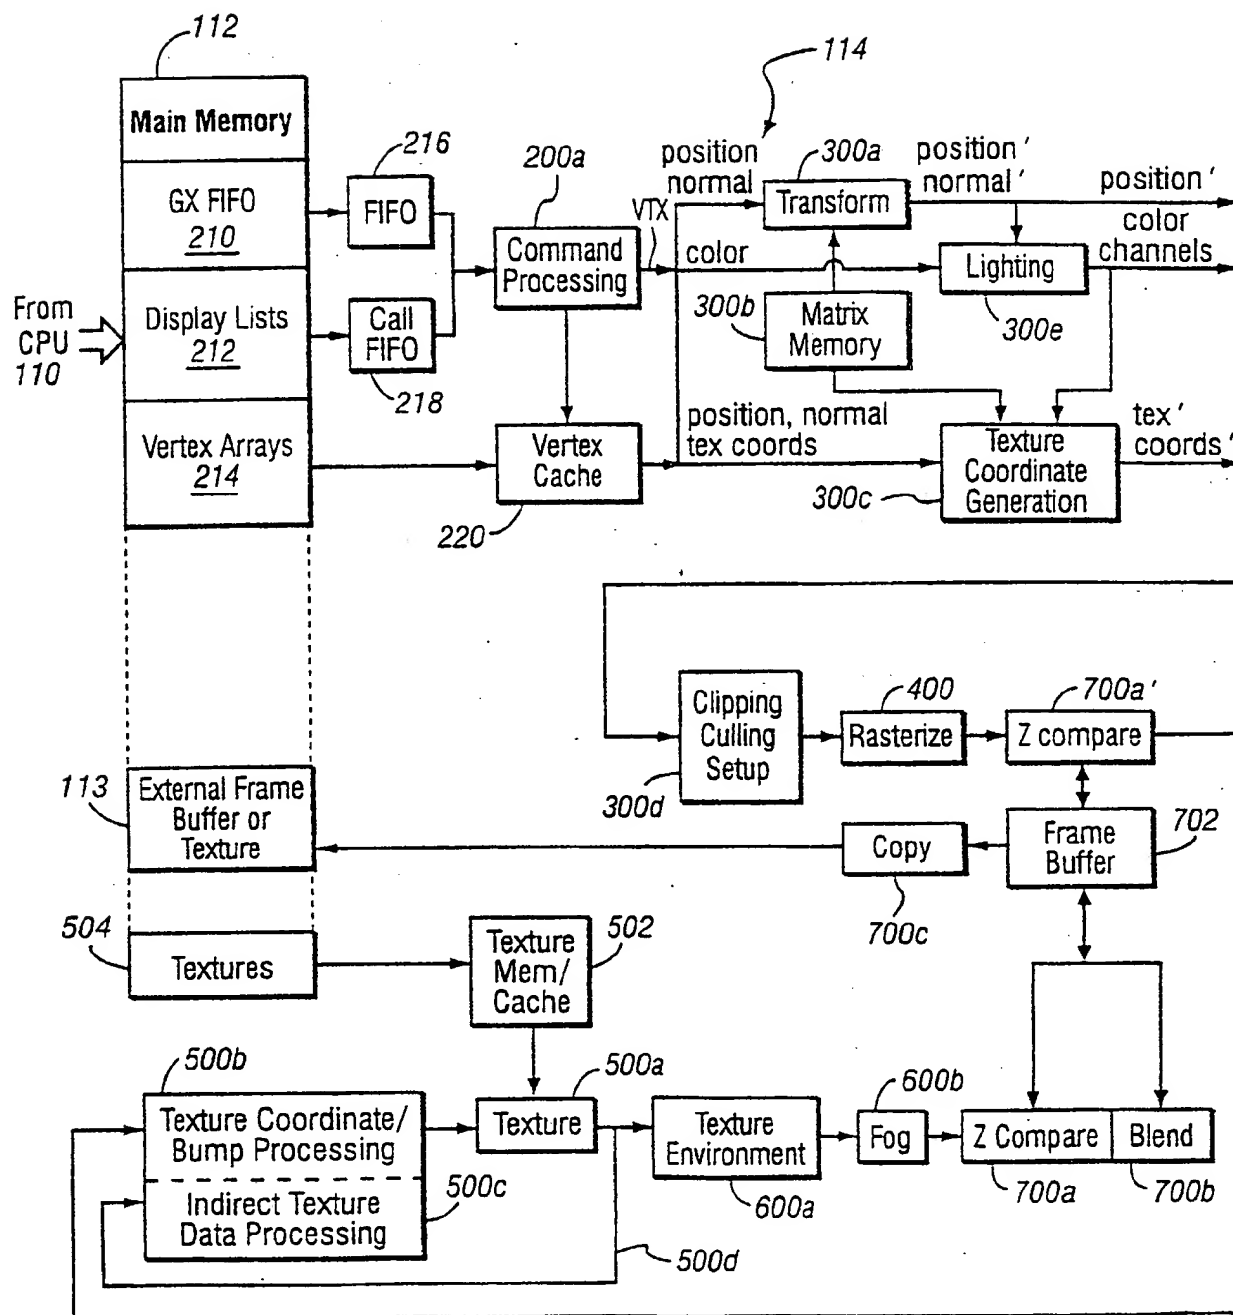 112
114
Main Memory
216
200a
position
normal
300a
position ′
normal ′
position ′
GX FIFO
210
FIFO
VTX
Transform
color
channels
Command
Processing
color
Lighting
From
CPU
110
Display Lists
212
Call
FIFO
300b
Matrix
Memory
300e
218
Vertex Arrays
214
Vertex
Cache
position, normal
tex coords
Texture
Coordinate
Generation
tex ′
coords ′
220
300c
Clipping
Culling
Setup
400
700a ′
Rasterize
Z compare
300d
113
External Frame
Buffer or
Texture
Copy
Frame
Buffer
702
700c
504
Textures
Texture
Mem/
Cache
502
500b
500a
600b
Texture Coordinate/
Bump Processing
Texture
Texture
Environment
Fog
Z Compare
Blend
Indirect Texture
Data Processing
500c
600a
700a
700b
500d